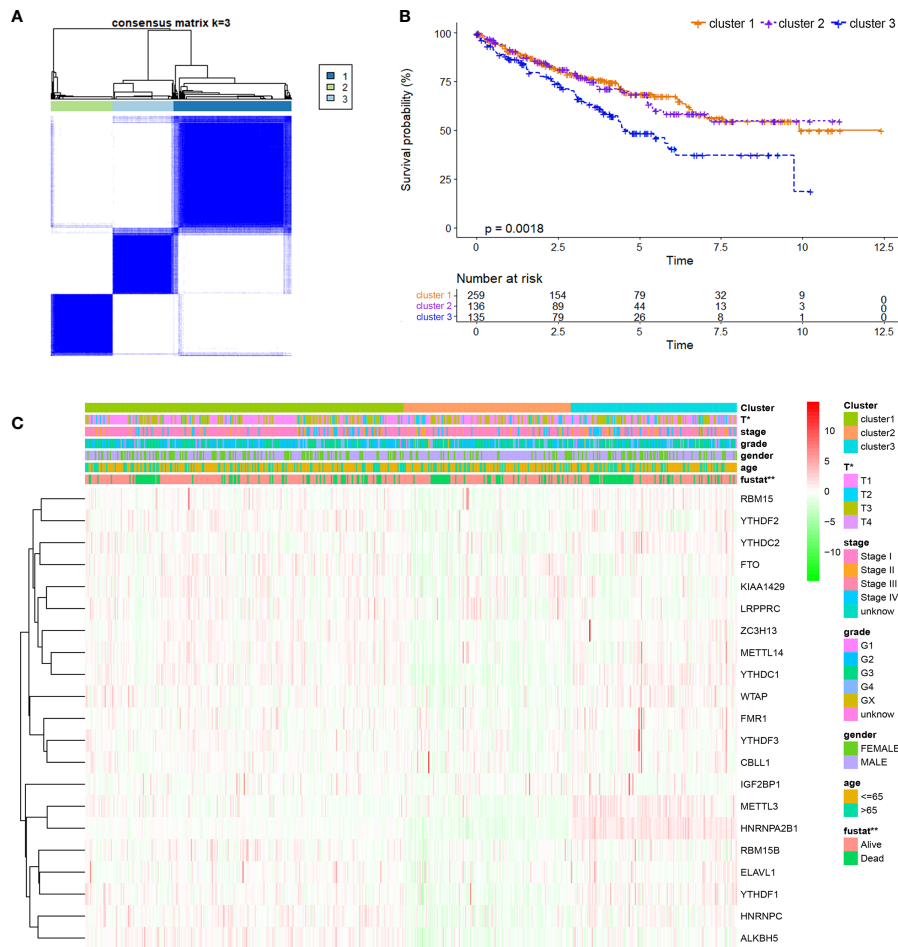 A
consensus matrix k=3
1
2
3
B
cluster 1 cluster 2 cluster 3
Survival probability (%)
100
75
50
25
0
p = 0.0018
0 2.5 5 7.5 10 12.5
Time
Number at risk
cluster 1 259 154 79 32 9 0
cluster 2 136 89 44 13 3 0
cluster 3 135 79 26 8 1 0
0 2.5 5 7.5 10 12.5
Time
C
Cluster
T*
stage
grade
gender
age
fustat**
RBM15
YTHDF2
YTHDC2
FTO
KIAA1429
LRPPRC
ZC3H13
METTL14
YTHDC1
WTAP
FMR1
YTHDF3
CBLL1
IGF2BP1
METTL3
HNRNPA2B1
RBM15B
ELAVL1
YTHDF1
HNRNPC
ALKBH5
10
5
0
−5
−10
Cluster
cluster1
cluster2
cluster3
T*
T1
T2
T3
T4
stage
Stage I
Stage II
Stage III
Stage IV
unknow
grade
G1
G2
G3
G4
GX
unknow
gender
FEMALE
MALE
age
<=65
>65
fustat**
Alive
Dead